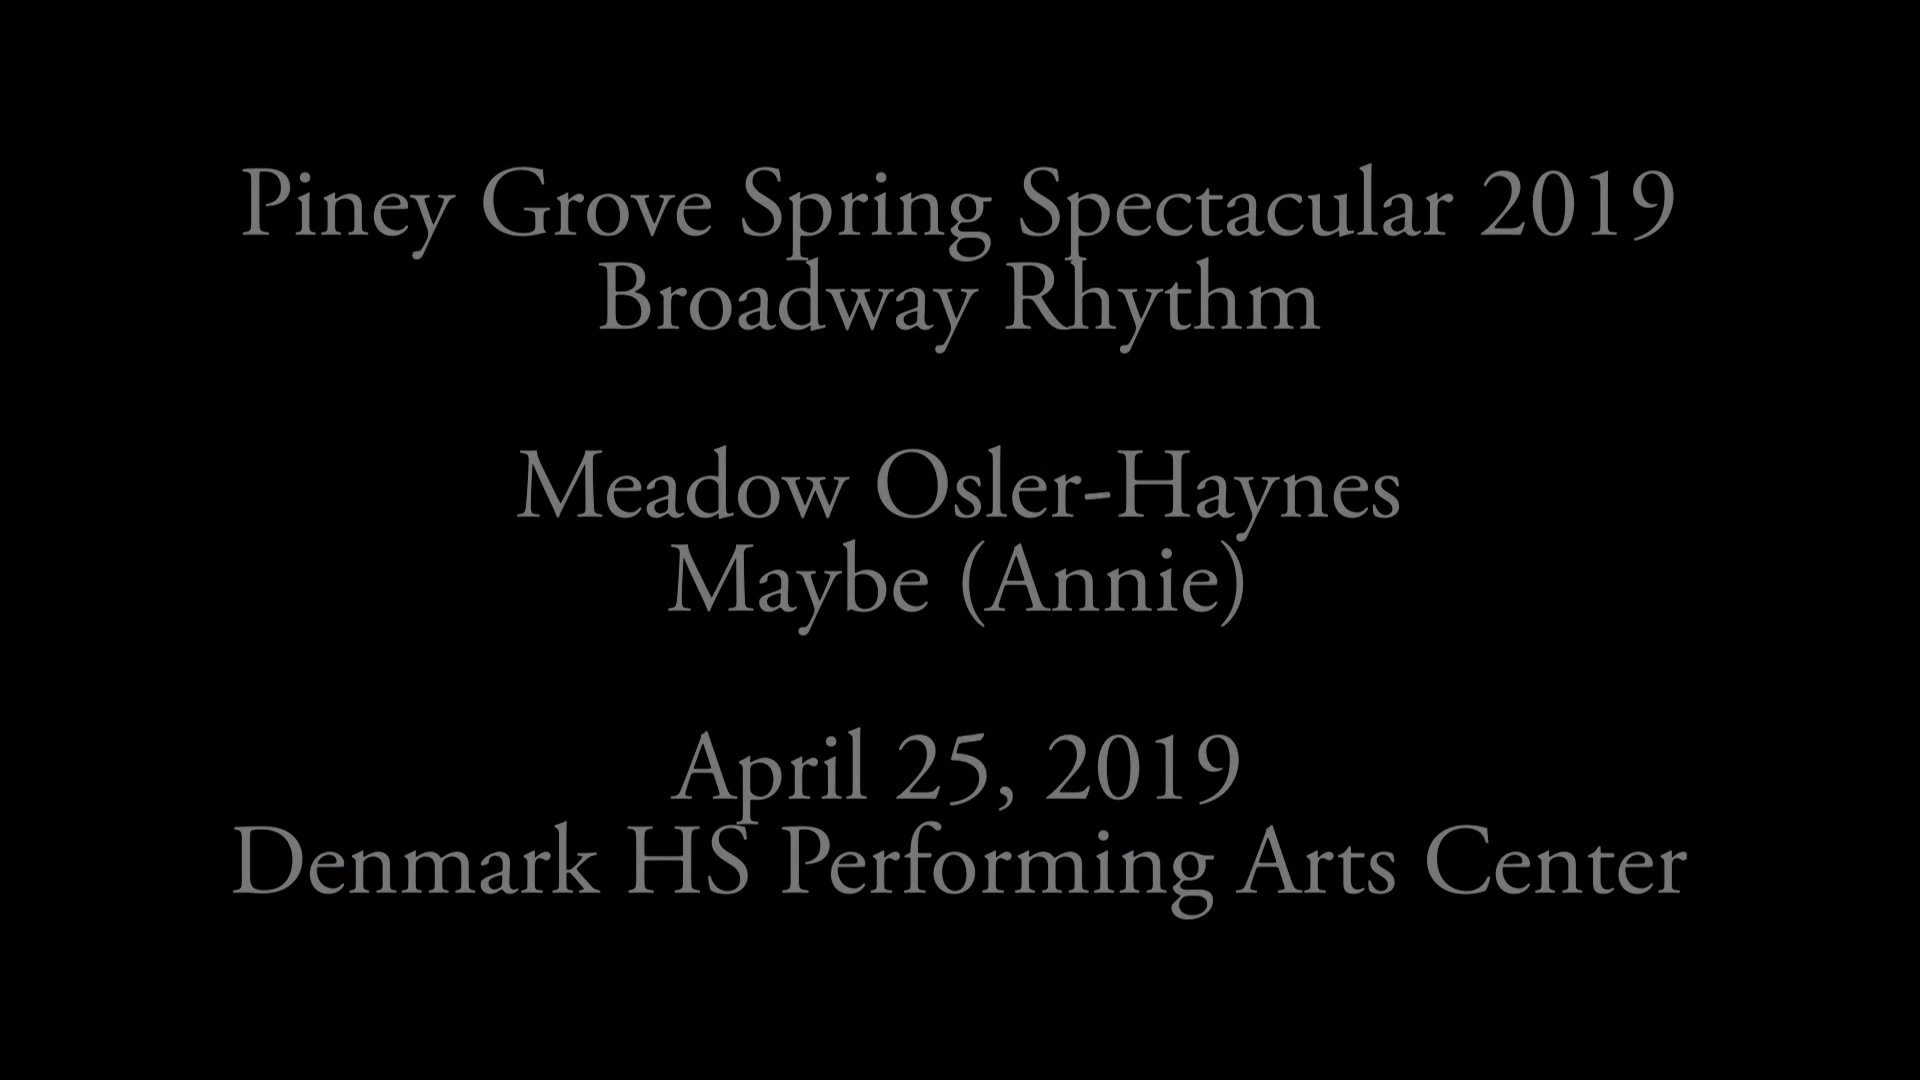 Piney Grove Spring Spectacular 2019
Broadway Rhythm
Meadow Osler-Haynes
Maybe (Annie)
April 25, 2019
Denmark HS Performing Arts Center